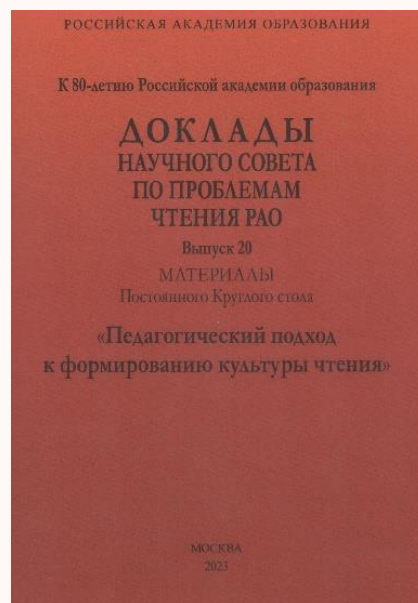 РОССИЙСКАЯ АКАДЕМИЯ ОБРАЗОВАНИЯ
К 80-летию Российской академии образования
ДОКЛАДЫ
НАУЧНОГО СОВЕТА
ПО ПРОБЛЕМАМ
ЧТЕНИЯ РАО
Выпуск 20
МАТЕРИАЛЫ
Постоянного Круглого стола
«Педагогический подход
к формированию культуры чтения»
МОСКВА
2023